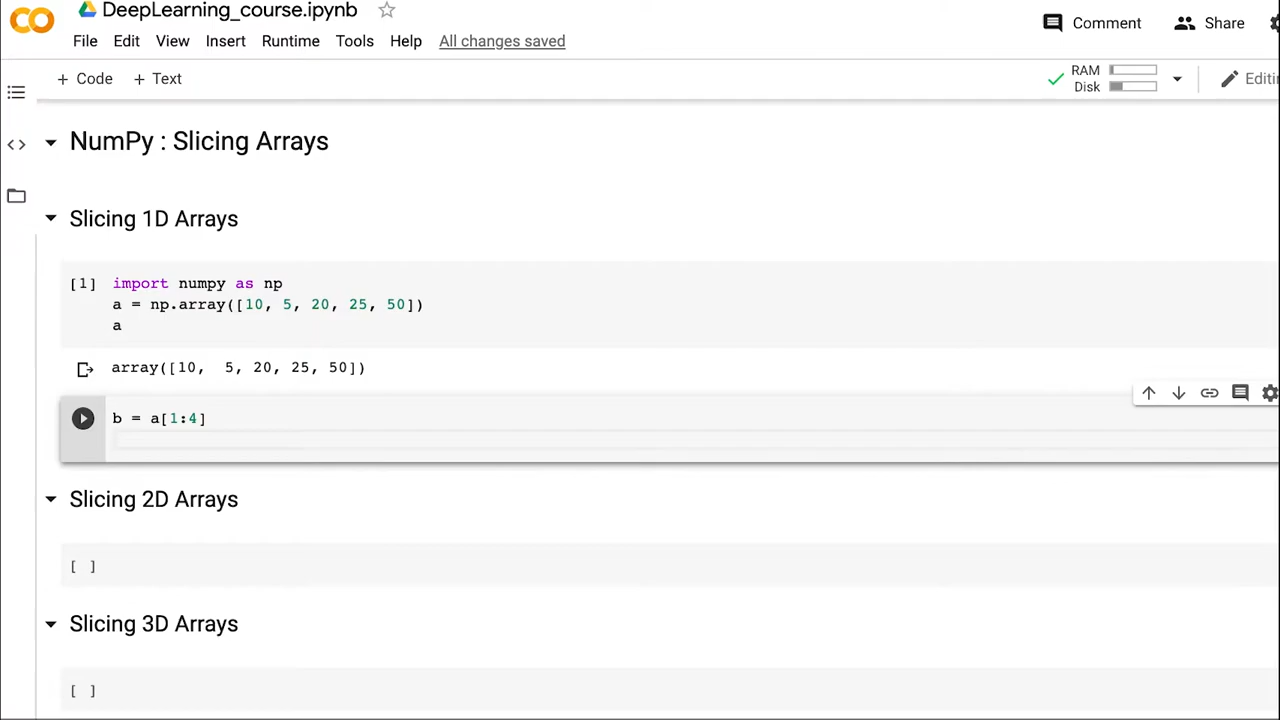 DeepLearning_course.ipynb
File Edit View Insert Runtime Tools Help All changes saved
Comment Share
+ Code + Text
RAM
Disk
Editin
NumPy : Slicing Arrays
Slicing 1D Arrays
[1] import numpy as np
a = np.array([10, 5, 20, 25, 50])
a
array([10,  5, 20, 25, 50])
b = a[1:4]
Slicing 2D Arrays
[ ]
Slicing 3D Arrays
[ ]